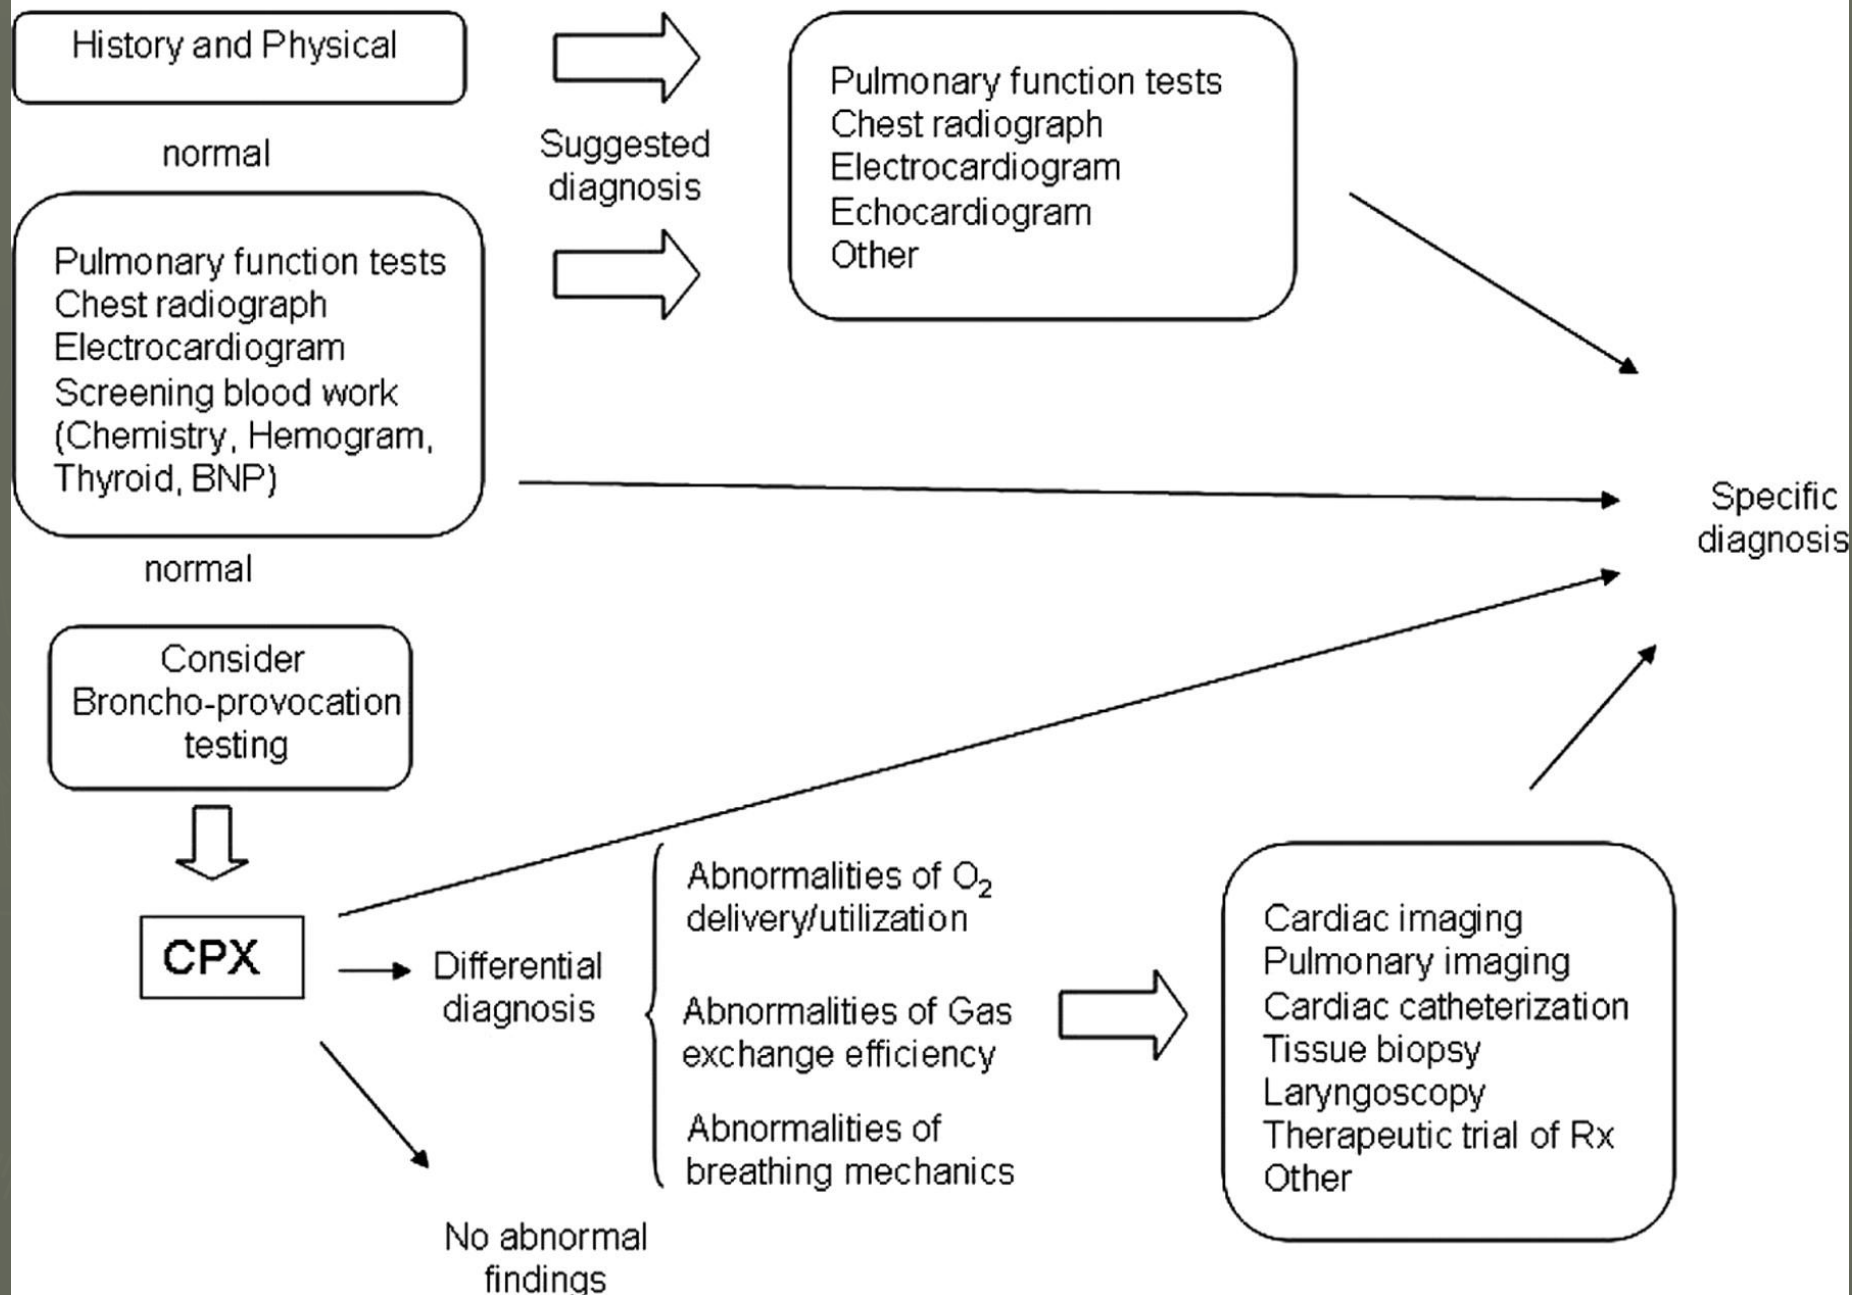 History and Physical
normal
Suggested
diagnosis
Pulmonary function tests
Chest radiograph
Electrocardiogram
Echocardiogram
Other
Pulmonary function tests
Chest radiograph
Electrocardiogram
Screening blood work
(Chemistry, Hemogram,
Thyroid, BNP)
normal
Specific
diagnosis
Consider
Broncho-provocation
testing
CPX
Differential
diagnosis
Abnormalities of O₂
delivery/utilization
Abnormalities of Gas
exchange efficiency
Abnormalities of
breathing mechanics
Cardiac imaging
Pulmonary imaging
Cardiac catheterization
Tissue biopsy
Laryngoscopy
Therapeutic trial of Rx
Other
No abnormal
findings